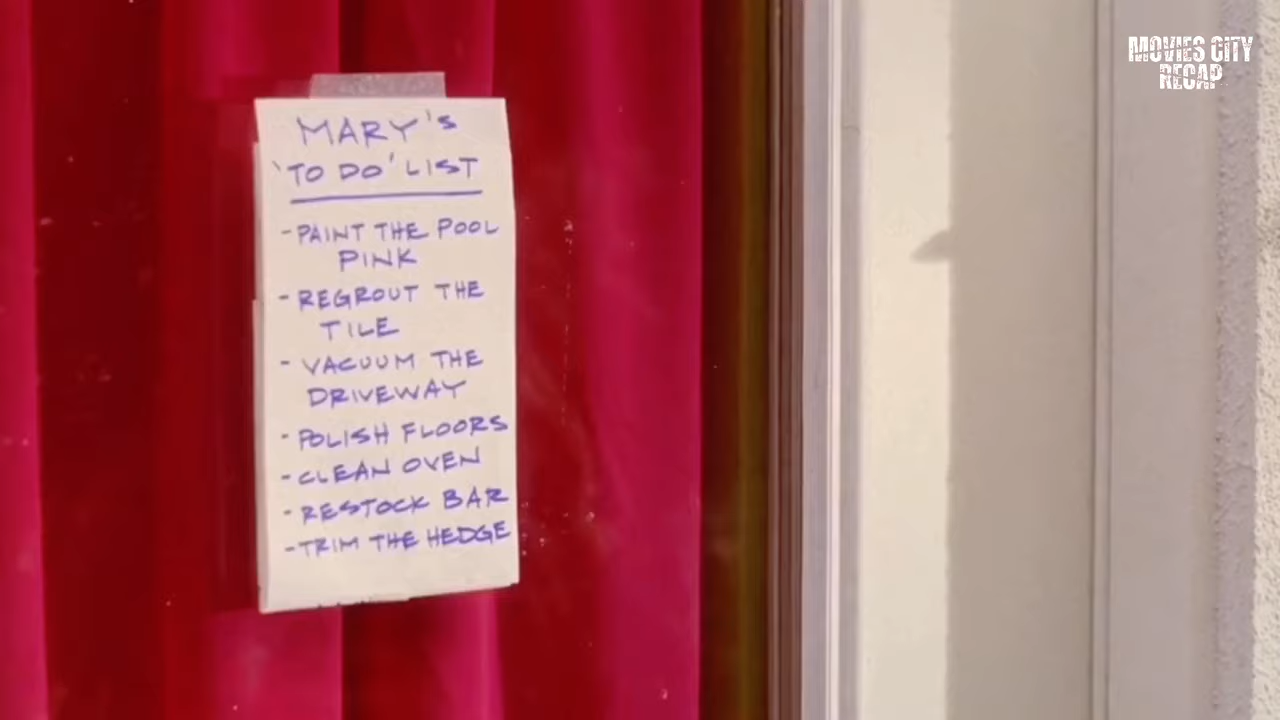 MARY'S
'TO DO' LIST
- PAINT THE POOL
PINK
- REGROUT THE
TILE
- VACUUM THE
DRIVEWAY
- POLISH FLOORS
- CLEAN OVEN
- RESTOCK BAR
- TRIM THE HEDGE
MOVIES CITY
RECAP